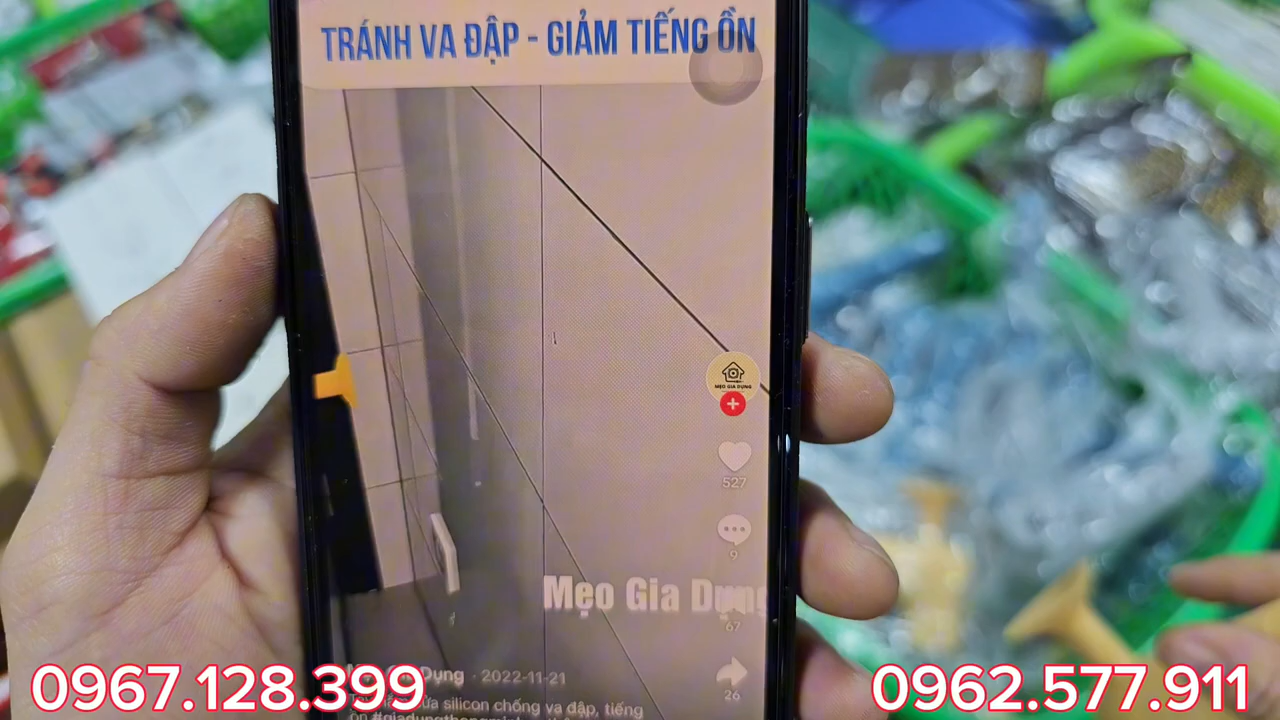 TRÁNH VA ĐẬP - GIẢM TIẾNG ỒN
MẸO GIA DỤNG
527
9
Mẹo Gia Dụng
67
Dụng · 2022-11-21
26
silicon chống va đập, tiếng
ồn
0967.128.399
0962.577.911